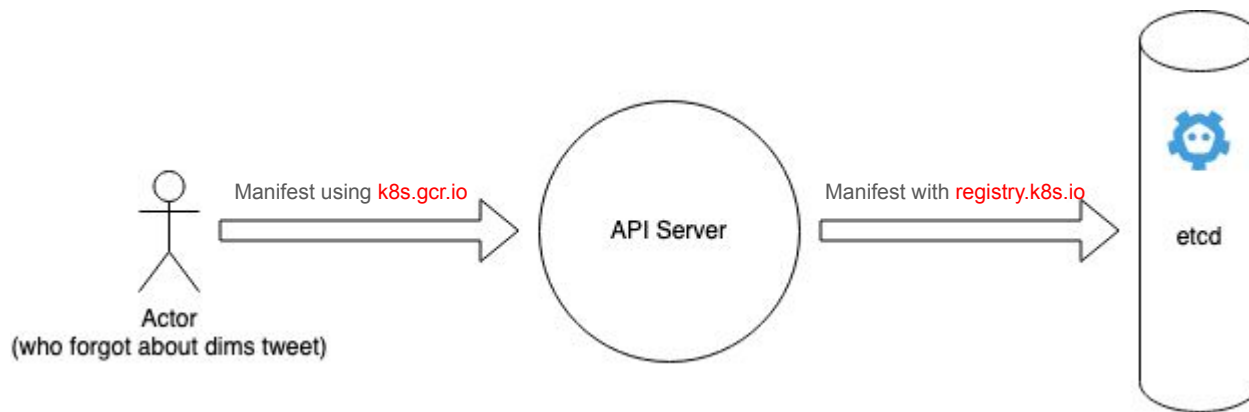 Manifest using k8s.gcr.io
Manifest with registry.k8s.io
API Server
etcd
Actor
(who forgot about dims tweet)